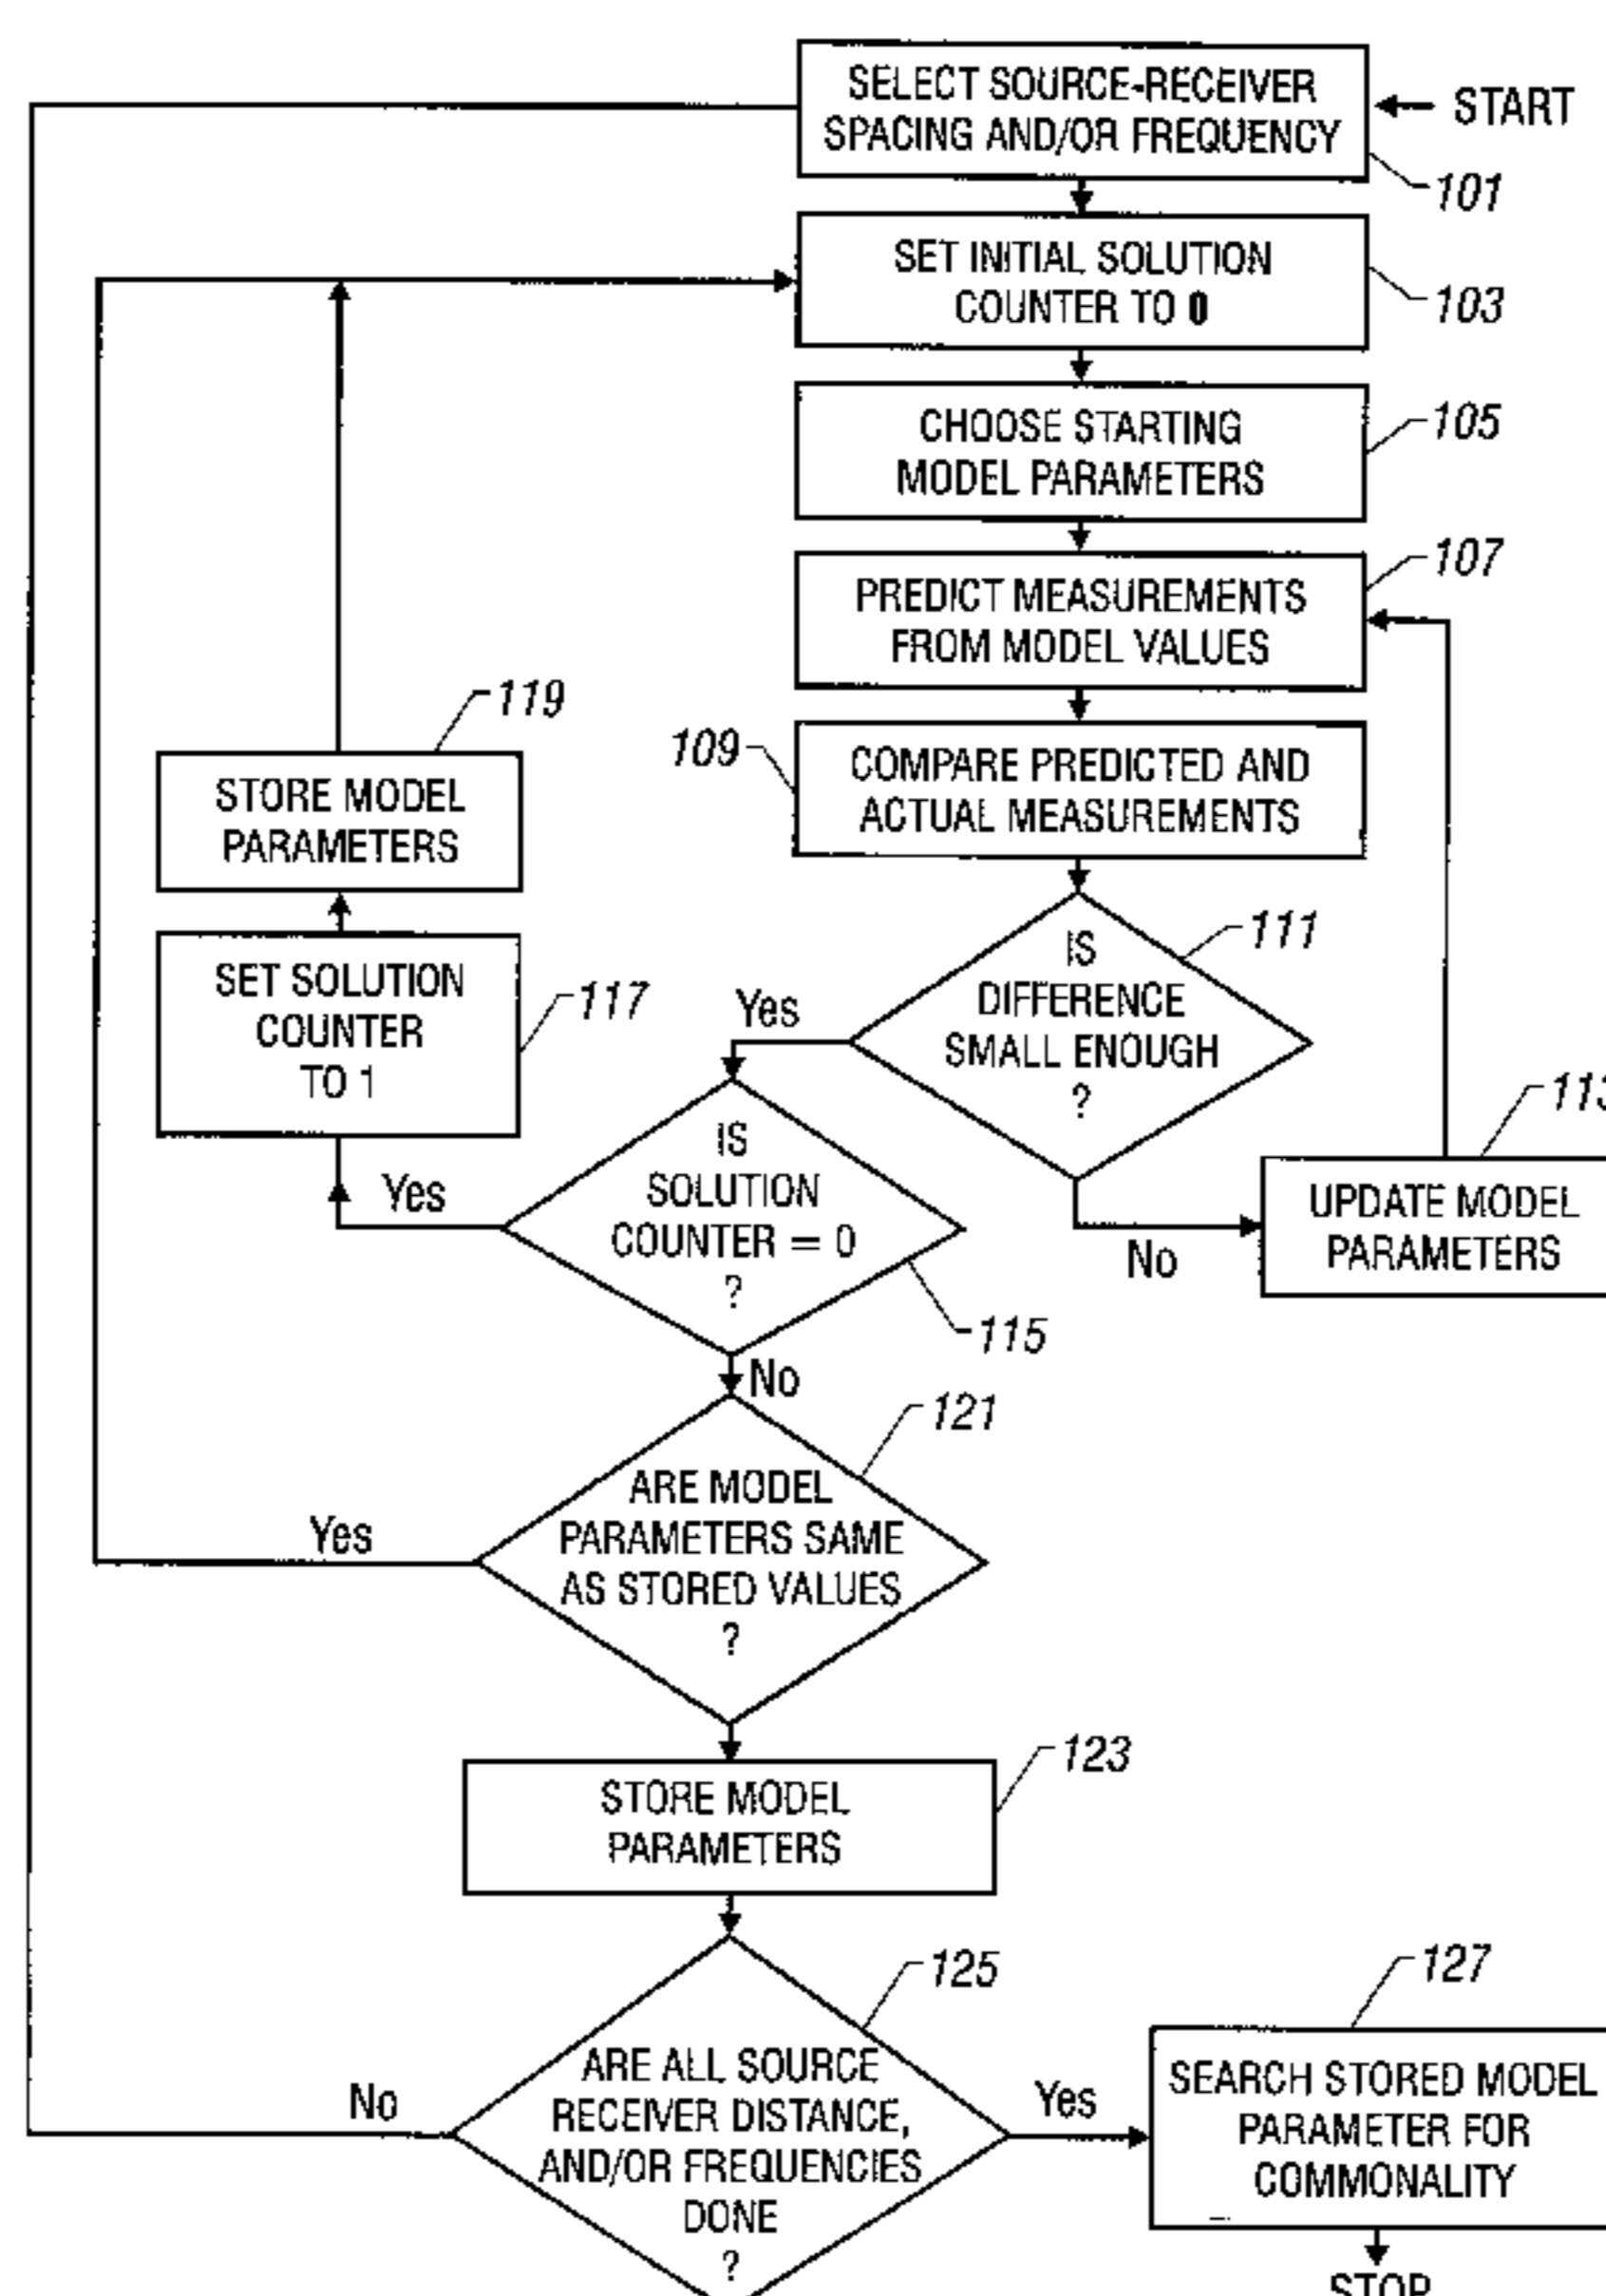 SELECT SOURCE-RECEIVER
SPACING AND/OR FREQUENCY
START
101
SET INITIAL SOLUTION
COUNTER TO 0
103
CHOOSE STARTING
MODEL PARAMETERS
105
PREDICT MEASUREMENTS
FROM MODEL VALUES
107
109
COMPARE PREDICTED AND
ACTUAL MEASUREMENTS
119
STORE MODEL
PARAMETERS
111
IS
DIFFERENCE
SMALL ENOUGH
?
Yes
No
113
UPDATE MODEL
PARAMETERS
117
SET SOLUTION
COUNTER
TO 1
IS
SOLUTION
COUNTER = 0
?
Yes
115
No
121
ARE MODEL
PARAMETERS SAME
AS STORED VALUES
?
Yes
123
STORE MODEL
PARAMETERS
125
ARE ALL SOURCE
RECEIVER DISTANCE,
AND/OR FREQUENCIES
DONE
?
No
Yes
127
SEARCH STORED MODEL
PARAMETER FOR
COMMONALITY
STOP